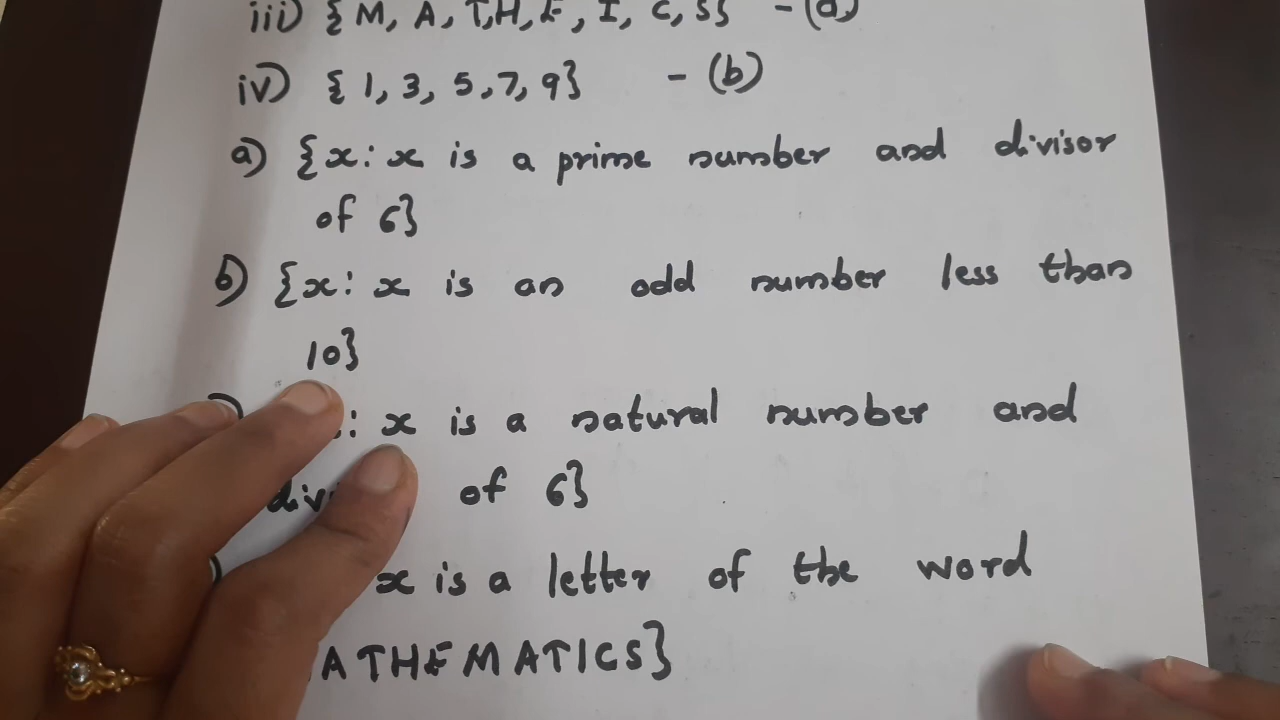 iii) {M, A, T, H, E, I, C, S} - (d)
iv) {1, 3, 5, 7, 9} - (b)
a) {x: x is a prime number and divisor
of 6}
b) {x: x is an odd number less than
10}
: x is a natural number and
of 6}
x is a letter of the word
ATHEMATICS}